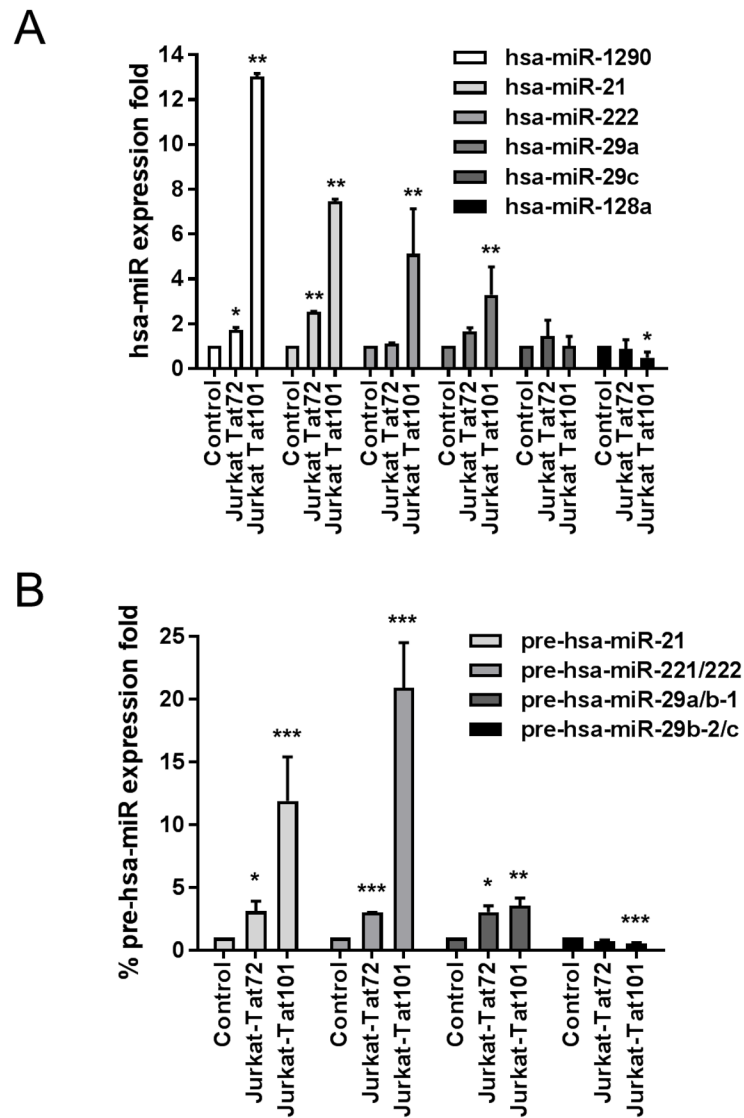 A
hsa-miR expression fold
14
12
10
8
6
4
2
0
* ** ** ** ** ** *
hsa-miR-1290
hsa-miR-21
hsa-miR-222
hsa-miR-29a
hsa-miR-29c
hsa-miR-128a
Control
Jurkat Tat72
Jurkat Tat101
Control
Jurkat Tat72
Jurkat Tat101
Control
Jurkat Tat72
Jurkat Tat101
Control
Jurkat Tat72
Jurkat Tat101
Control
Jurkat Tat72
Jurkat Tat101
Control
Jurkat Tat72
Jurkat Tat101
B
% pre-hsa-miR expression fold
25
20
15
10
5
0
* *** *** *** * ** ***
pre-hsa-miR-21
pre-hsa-miR-221/222
pre-hsa-miR-29a/b-1
pre-hsa-miR-29b-2/c
Control
Jurkat-Tat72
Jurkat-Tat101
Control
Jurkat-Tat72
Jurkat-Tat101
Control
Jurkat-Tat72
Jurkat-Tat101
Control
Jurkat-Tat72
Jurkat-Tat101